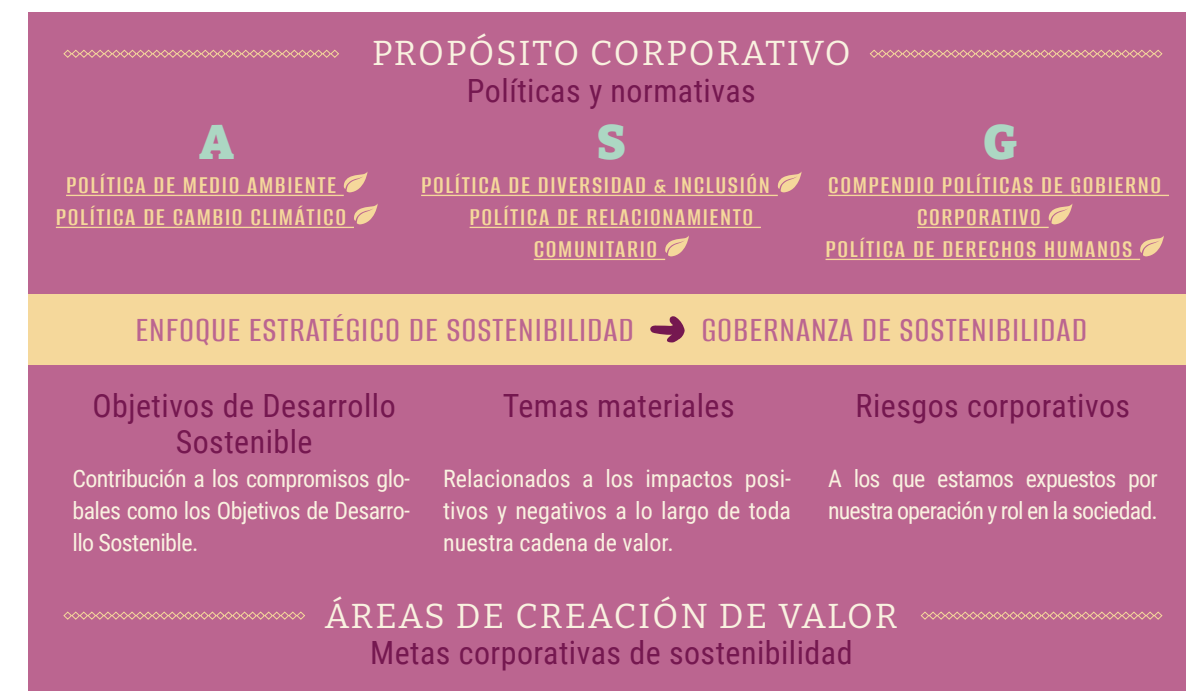 PROPÓSITO CORPORATIVO
Políticas y normativas
A
POLÍTICA DE MEDIO AMBIENTE
POLÍTICA DE CAMBIO CLIMÁTICO
S
POLÍTICA DE DIVERSIDAD & INCLUSIÓN
POLÍTICA DE RELACIONAMIENTO
COMUNITARIO
G
COMPENDIO POLÍTICAS DE GOBIERNO
CORPORATIVO
POLÍTICA DE DERECHOS HUMANOS
ENFOQUE ESTRATÉGICO DE SOSTENIBILIDAD
GOBERNANZA DE SOSTENIBILIDAD
Objetivos de Desarrollo
Sostenible
Contribución a los compromisos glo-
bales como los Objetivos de Desarro-
llo Sostenible.
Temas materiales
Relacionados a los impactos posi-
tivos y negativos a lo largo de toda
nuestra cadena de valor.
Riesgos corporativos
A los que estamos expuestos por
nuestra operación y rol en la sociedad.
ÁREAS DE CREACIÓN DE VALOR
Metas corporativas de sostenibilidad